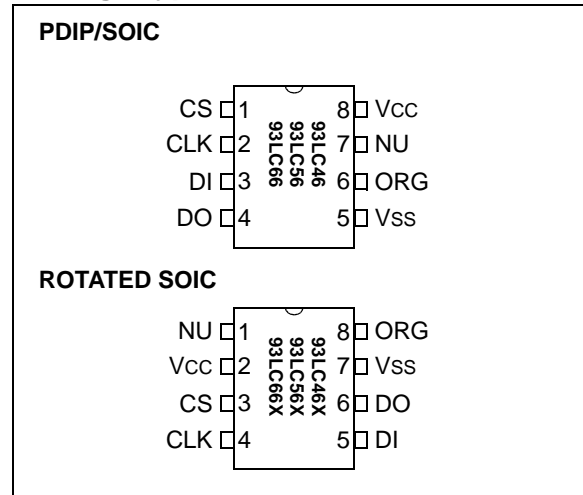 PDIP/SOIC
CS 1 8 Vcc
CLK 2 7 NU
DI 3 6 ORG
DO 4 5 Vss
93LC46
93LC56
93LC66
ROTATED SOIC
NU 1 8 ORG
Vcc 2 7 Vss
CS 3 6 DO
CLK 4 5 DI
93LC46X
93LC56X
93LC66X